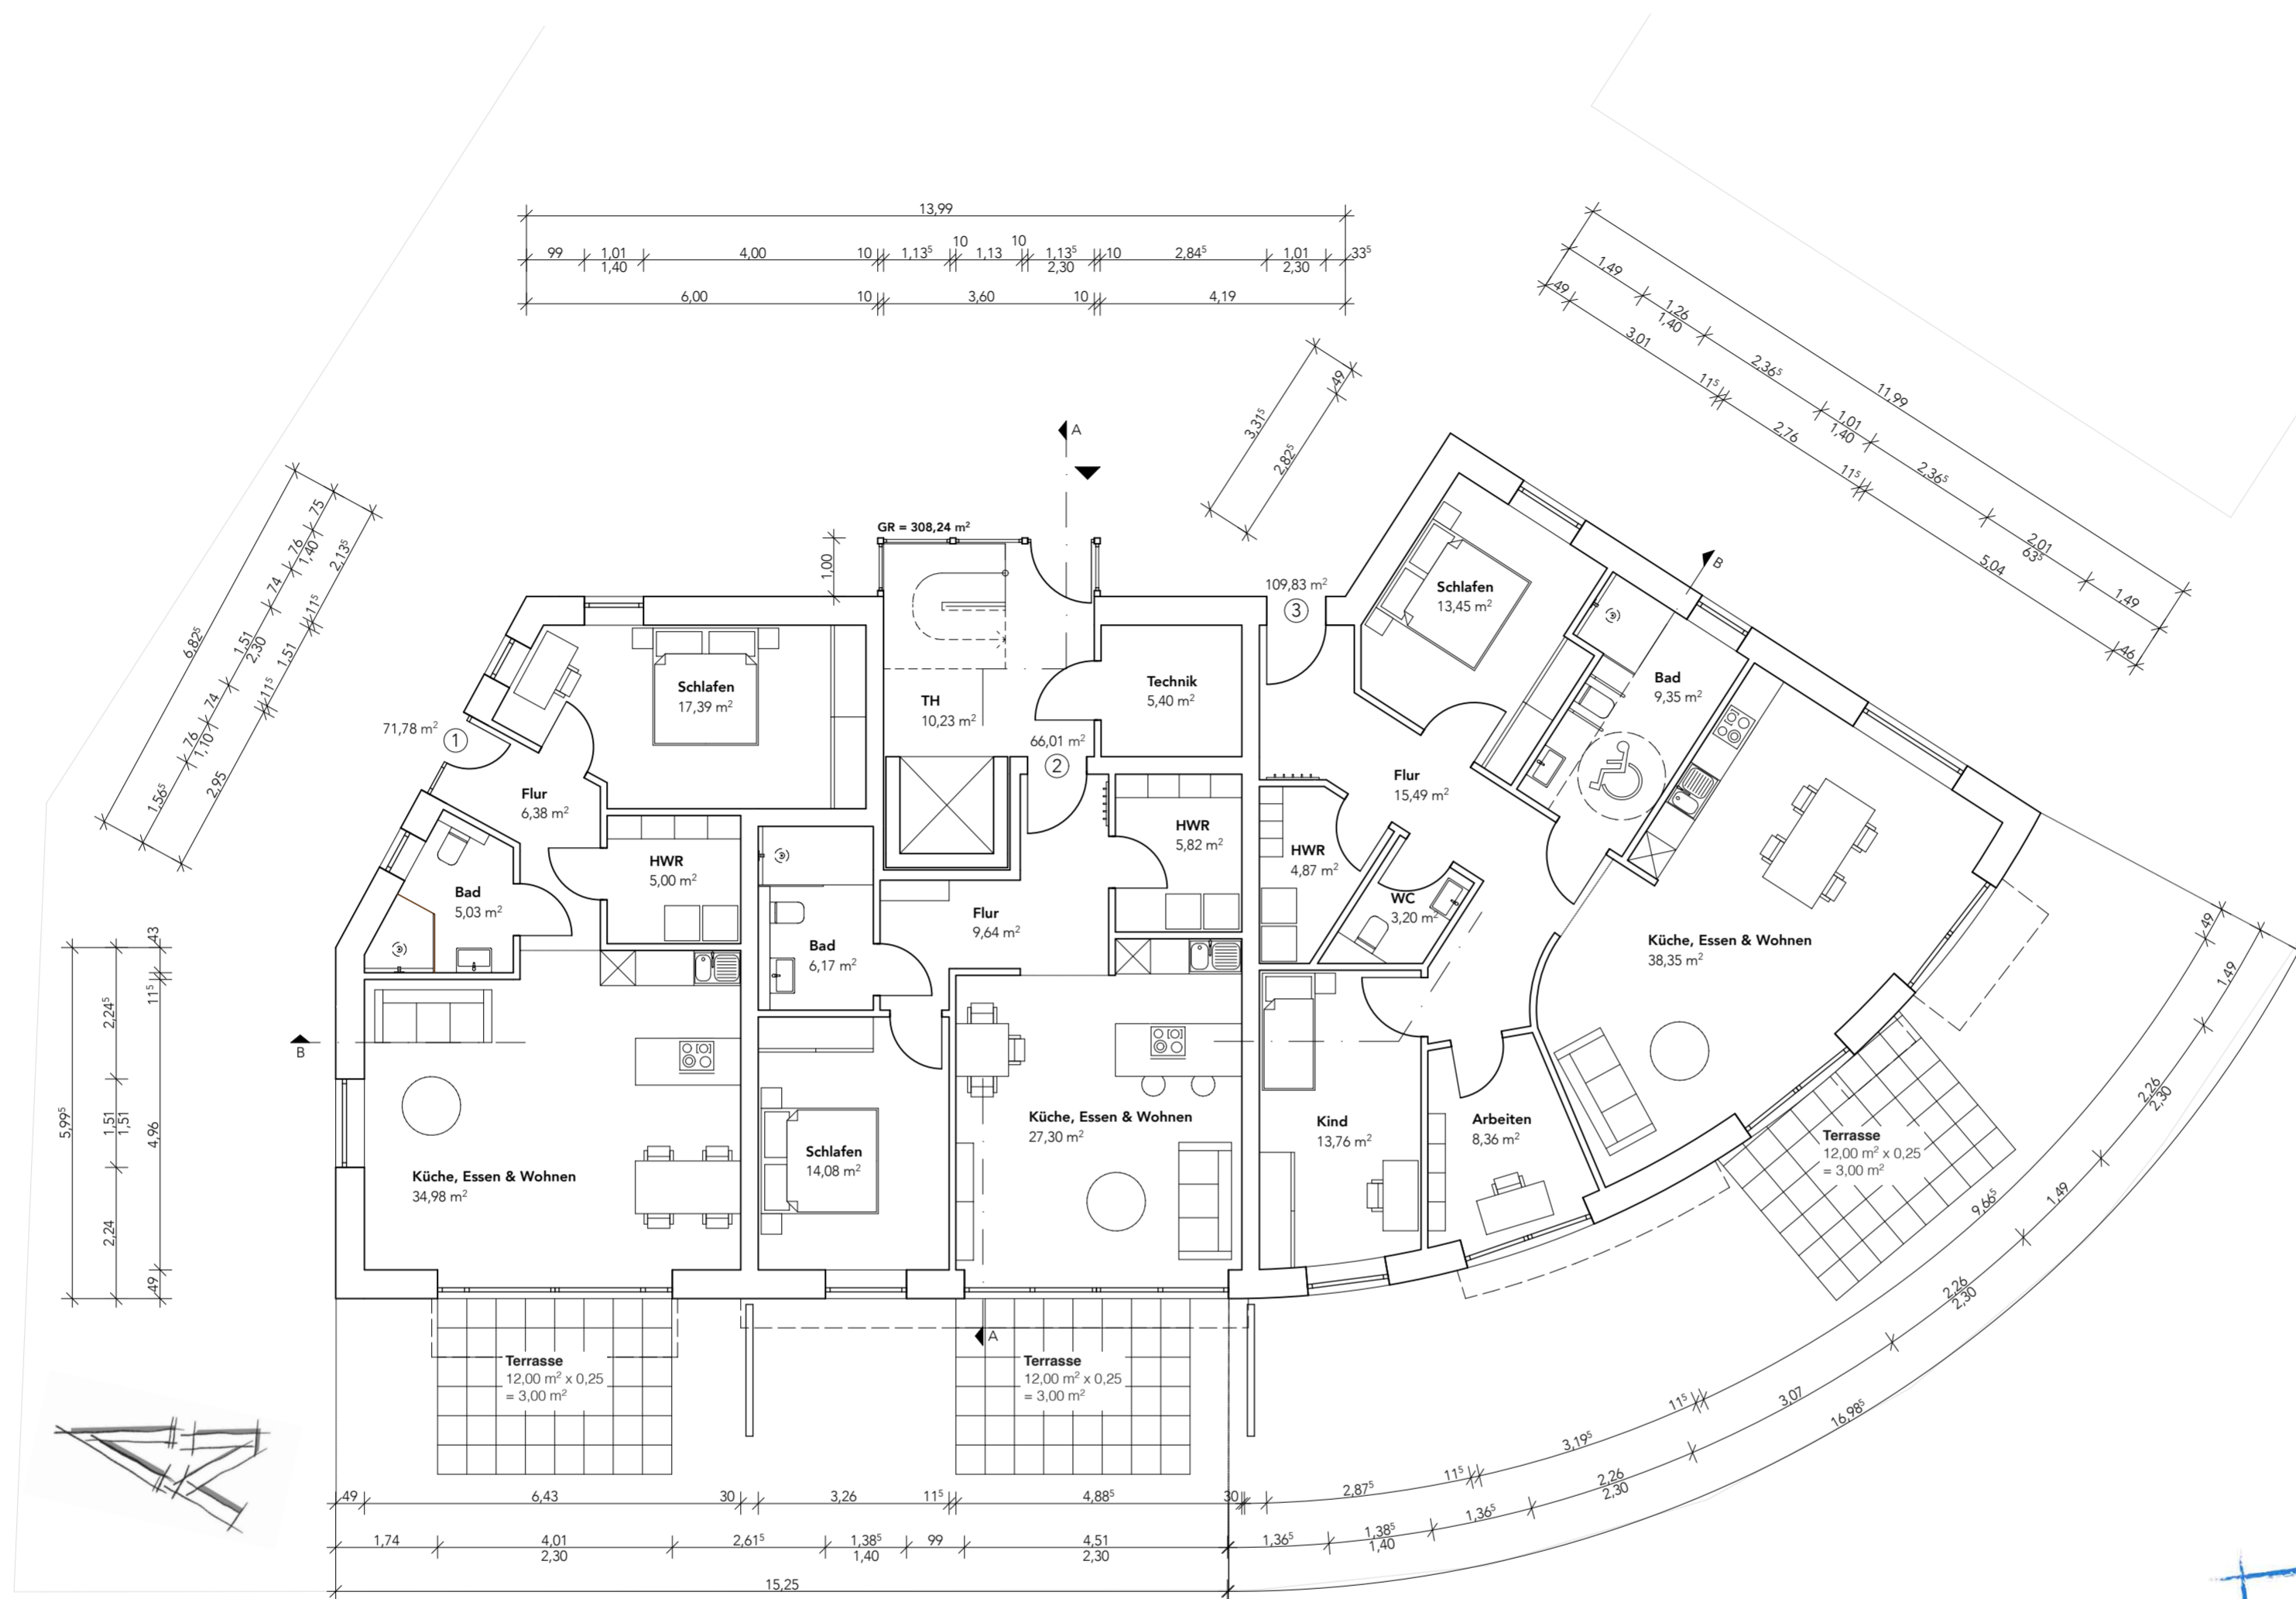 13,99
99
1,01
1,40
4,00
10
1,13⁵
10
1,13
10
1,13⁵
2,30
10
2,84⁵
1,01
2,30
33⁵
6,00
10
3,60
10
4,19
11,99
1,49
1,26
1,40
2,36⁵
1,01
1,40
2,36⁵
2,01
63⁵
1,49
49
3,01
11⁵
2,76
11⁵
5,04
46
3,31⁵
49
2,82⁵
6,82⁵
75
76
1,40
74
1,51
2,30
74
76
1,10
1,56⁵
2,13⁵
11⁵
1,51
11⁵
2,95
A
B
GR = 308,24 m²
1,00
71,78 m²
1
Schlafen
17,39 m²
Flur
6,38 m²
Bad
5,03 m²
HWR
5,00 m²
Küche, Essen & Wohnen
34,98 m²
TH
10,23 m²
Technik
5,40 m²
66,01 m²
2
HWR
5,82 m²
Flur
9,64 m²
Bad
6,17 m²
Schlafen
14,08 m²
Küche, Essen & Wohnen
27,30 m²
109,83 m²
3
Schlafen
13,45 m²
Bad
9,35 m²
Flur
15,49 m²
HWR
4,87 m²
WC
3,20 m²
Küche, Essen & Wohnen
38,35 m²
Kind
13,76 m²
Arbeiten
8,36 m²
Terrasse
12,00 m² x 0,25
= 3,00 m²
B
5,99⁵
2,24⁵
1,51
1,51
2,24
43
11⁵
4,96
49
Terrasse
12,00 m² x 0,25
= 3,00 m²
A
Terrasse
12,00 m² x 0,25
= 3,00 m²
49
6,43
30
3,26
11⁵
4,88⁵
30
2,87⁵
11⁵
3,19⁵
11⁵
9,66⁵
49
1,74
4,01
2,30
2,61⁵
1,38⁵
1,40
99
4,51
2,30
1,36⁵
1,38⁵
1,40
1,36⁵
2,26
2,30
3,07
2,26
2,30
1,49
2,26
2,30
1,49
15,25
16,98⁵